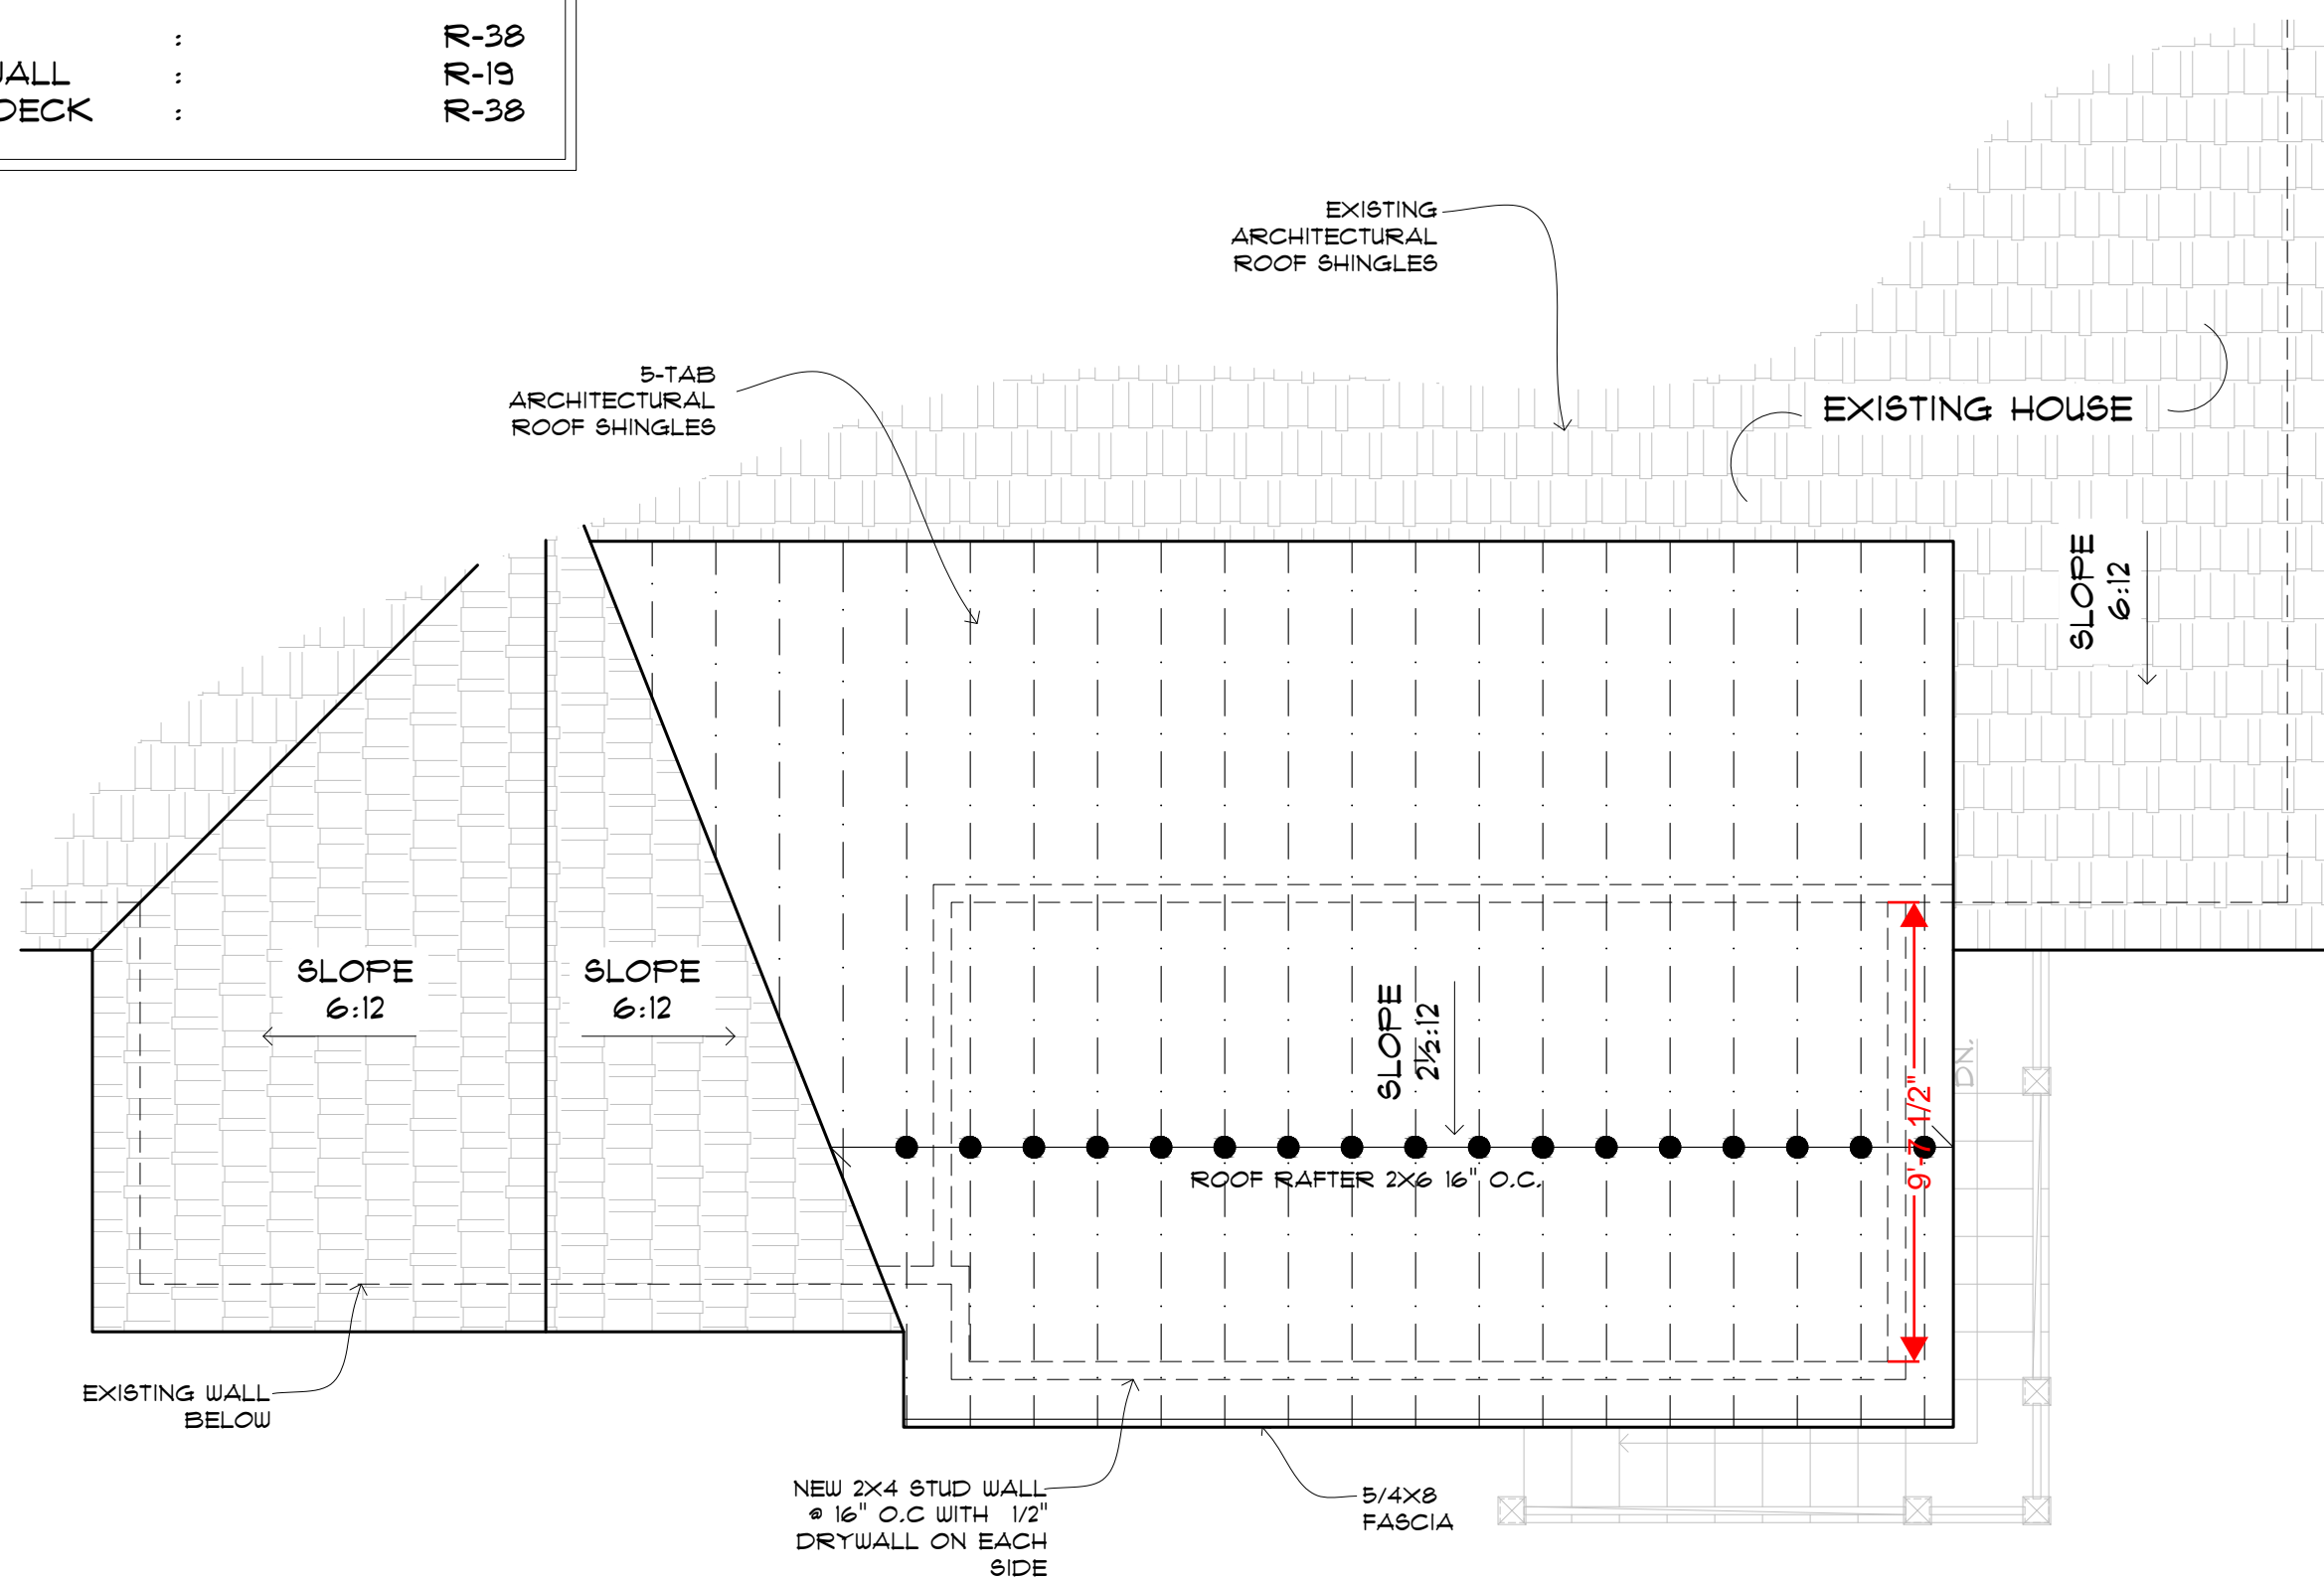 : R-38
WALL : R-19
DECK : R-38
EXISTING
ARCHITECTURAL
ROOF SHINGLES
5-TAB
ARCHITECTURAL
ROOF SHINGLES
EXISTING HOUSE
SLOPE
6:12
SLOPE
6:12
SLOPE
6:12
SLOPE
2½:12
DN.
9'-7 1/2"
ROOF RAFTER 2X6 16" O.C.
EXISTING WALL
BELOW
NEW 2X4 STUD WALL
@ 16" O.C WITH 1/2"
DRYWALL ON EACH
SIDE
5/4X8
FASCIA